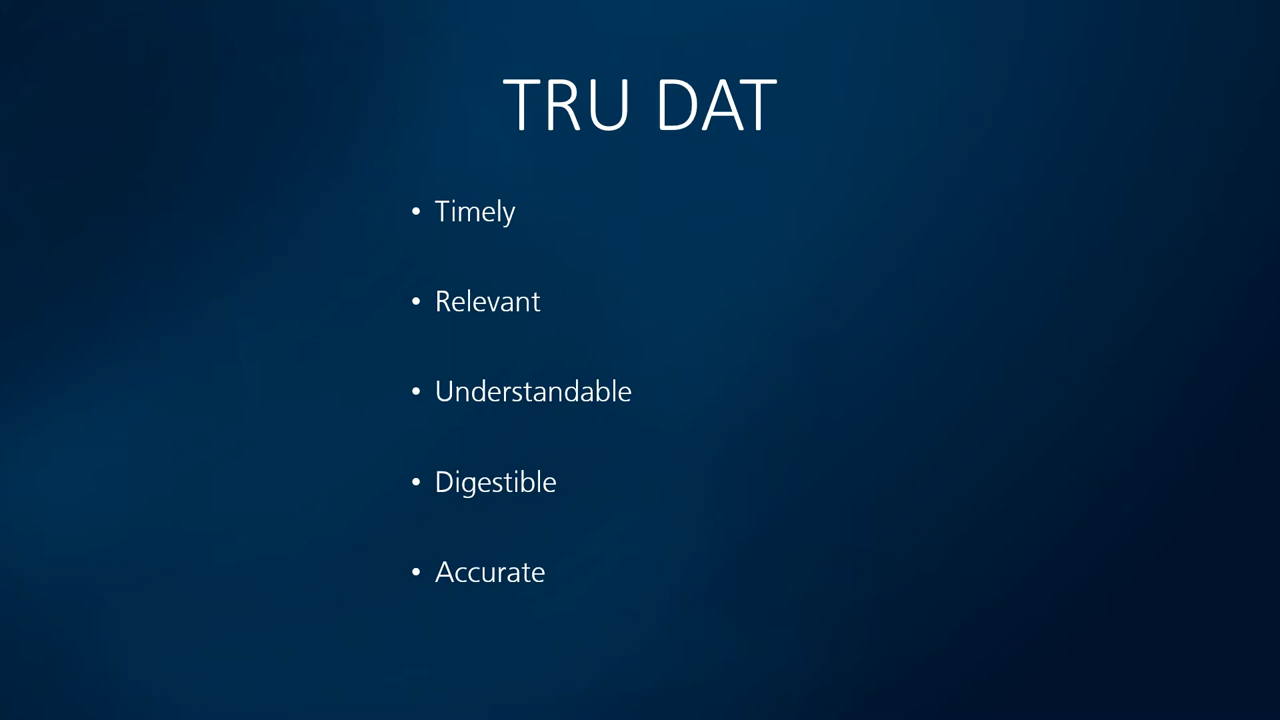 TRU DAT
• Timely
• Relevant
• Understandable
• Digestible
• Accurate